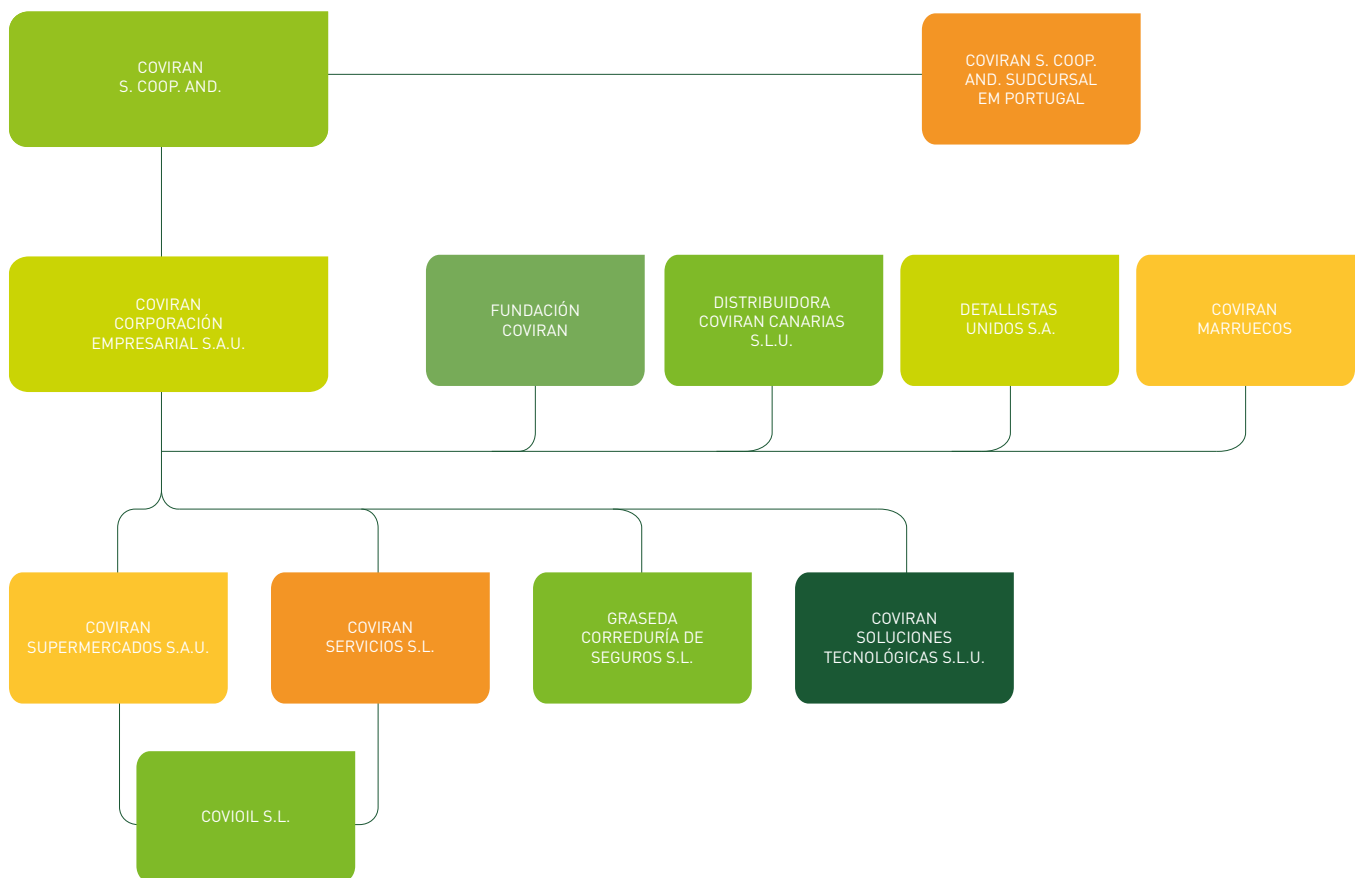 COVIRAN
S. COOP. AND.
COVIRAN S. COOP.
AND. SUDCURSAL
EM PORTUGAL
COVIRAN
CORPORACIÓN
EMPRESARIAL S.A.U.
FUNDACIÓN
COVIRAN
DISTRIBUIDORA
COVIRAN CANARIAS
S.L.U.
DETALLISTAS
UNIDOS S.A.
COVIRAN
MARRUECOS
COVIRAN
SUPERMERCADOS S.A.U.
COVIRAN
SERVICIOS S.L.
GRASEDA
CORREDURÍA DE
SEGUROS S.L.
COVIRAN
SOLUCIONES
TECNOLÓGICAS S.L.U.
COVIOIL S.L.